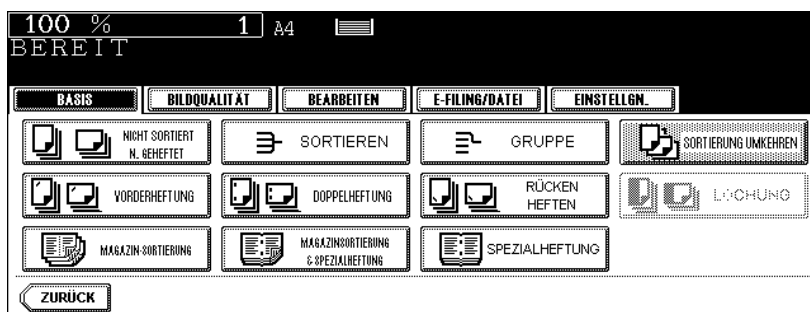 100 % 1 A4
BEREIT
BASIS BILDQUALITÄT BEARBEITEN E-FILING/DATEI EINSTELLGN.
NICHT SORTIERT
N. GEHEFTET
SORTIEREN
GRUPPE
SORTIERUNG UMKEHREN
VORDERHEFTUNG
DOPPELHEFTUNG
RÜCKEN
HEFTEN
LOCHUNG
MAGAZIN-SORTIERUNG
MAGAZINSORTIERUNG
& SPEZIALHEFTUNG
SPEZIALHEFTUNG
ZURÜCK